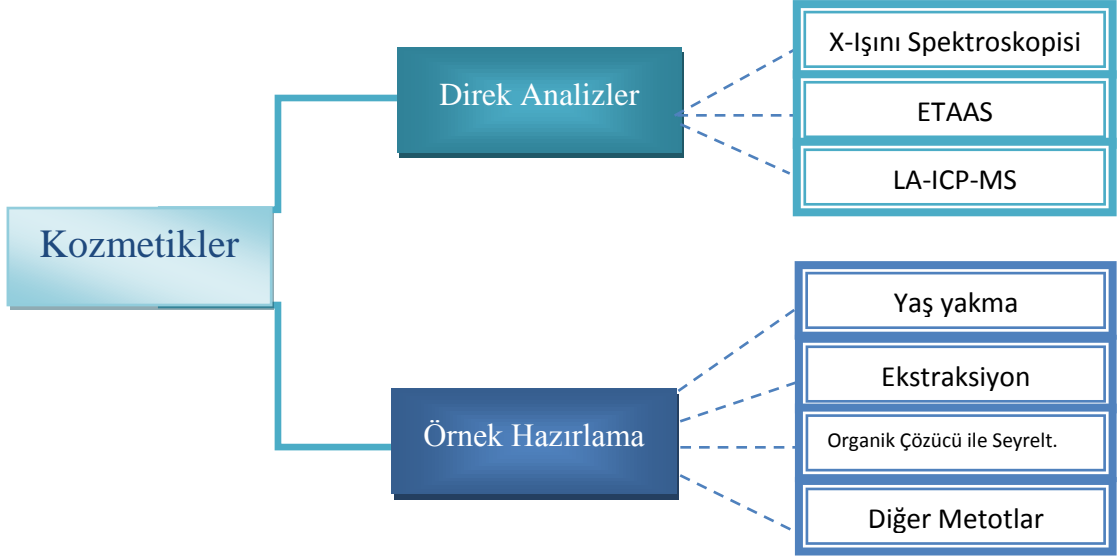 Kozmetikler
Direk Analizler
X-Işını Spektroskopisi
ETAAS
LA-ICP-MS
Örnek Hazırlama
Yaş yakma
Ekstraksiyon
Organik Çözücü ile Seyrelt.
Diğer Metotlar